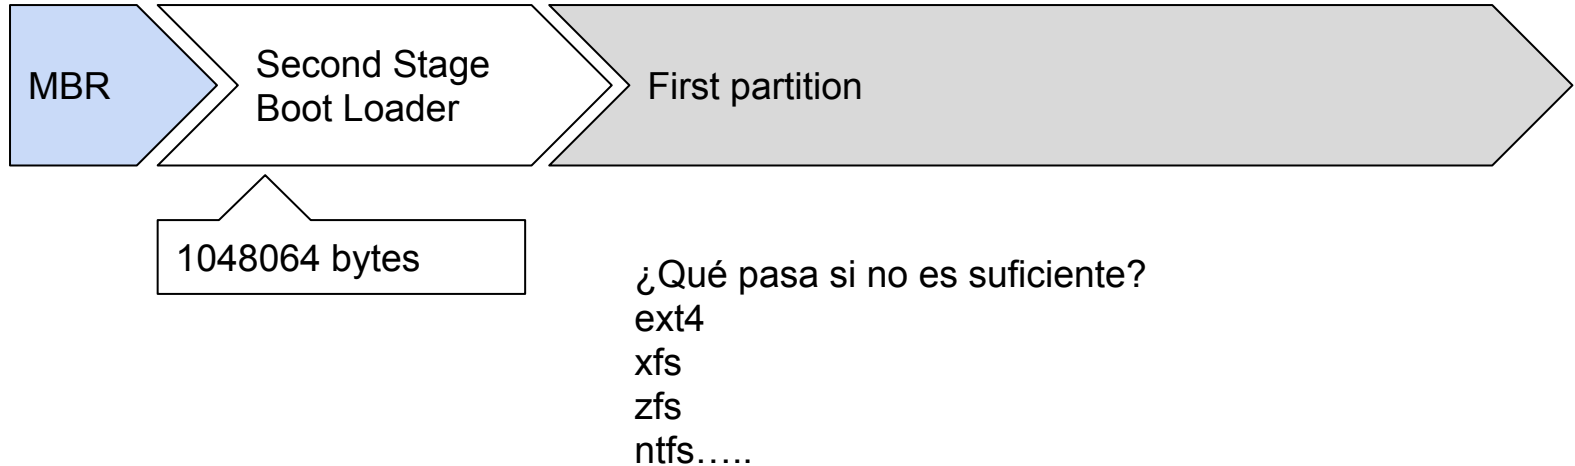 MBR
Second Stage
Boot Loader
First partition
1048064 bytes
¿Qué pasa si no es suficiente?
ext4
xfs
zfs
ntfs…..